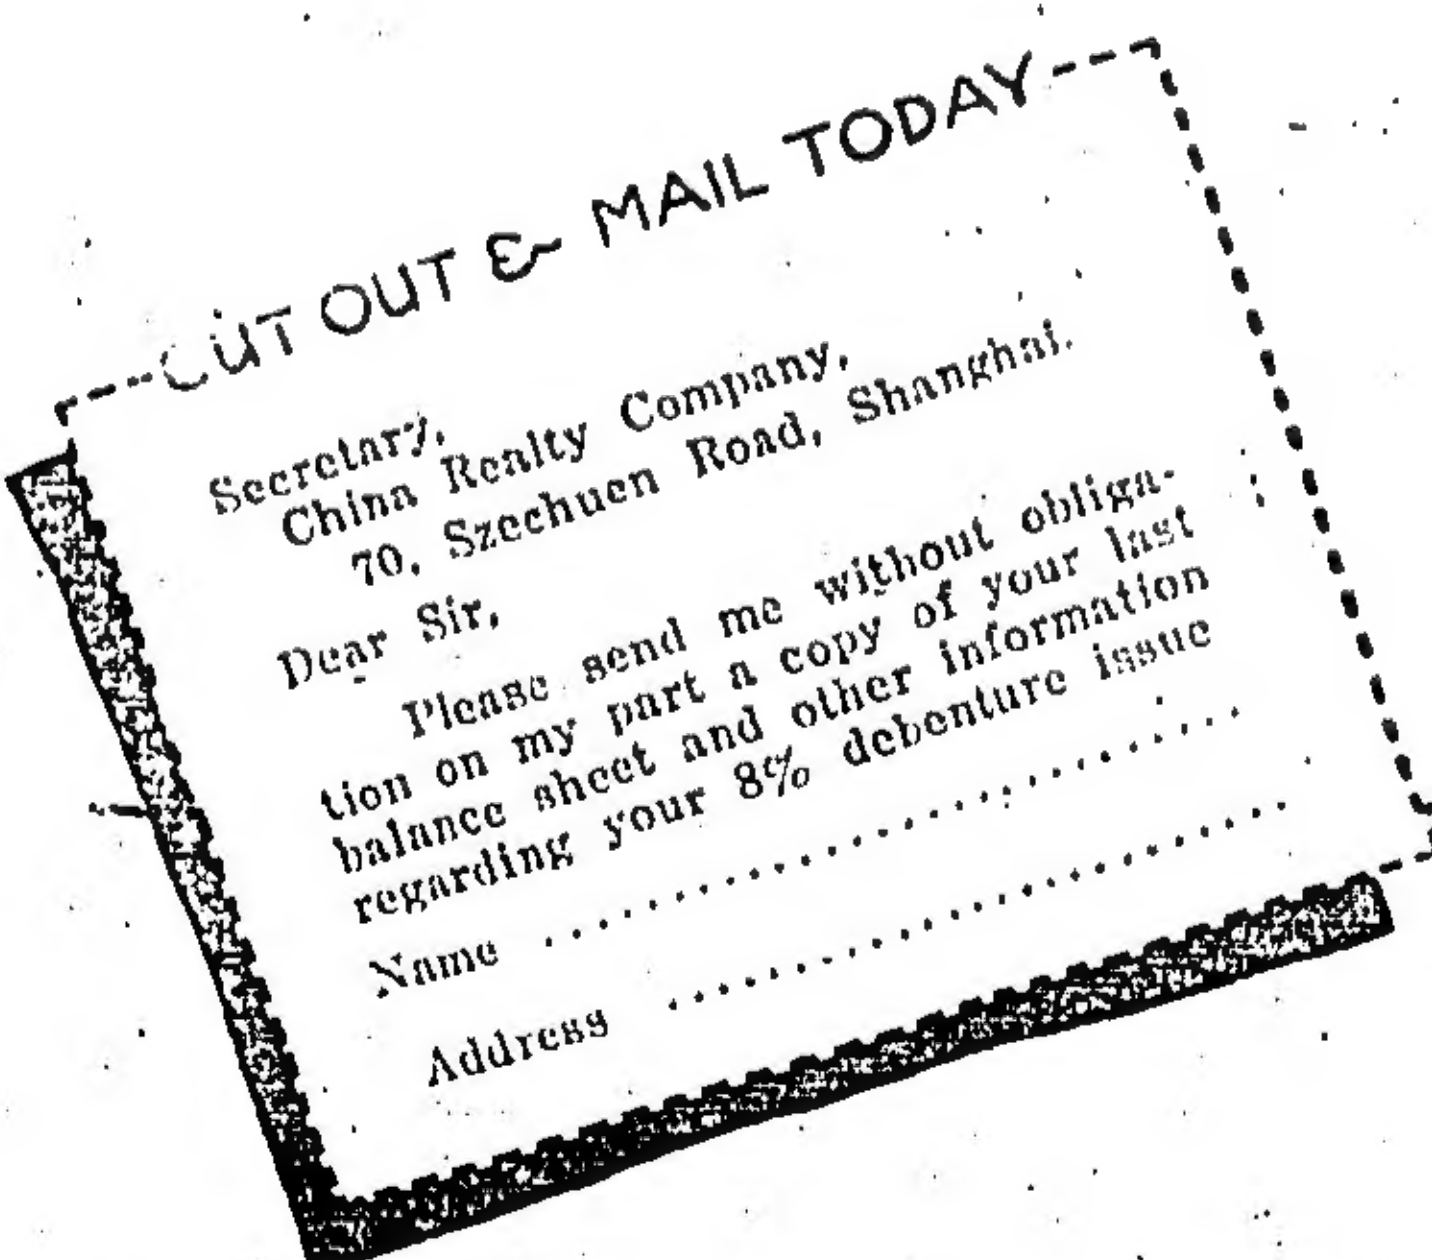 CUT OUT & MAIL TODAY
Secretary,
China Realty Company,
70, Szechuen Road, Shanghai.
Dear Sir,
Please send me without obliga-
tion on my part a copy of your last
balance sheet and other information
regarding your 8% debenture issue
Name ..............................
Address ..........................